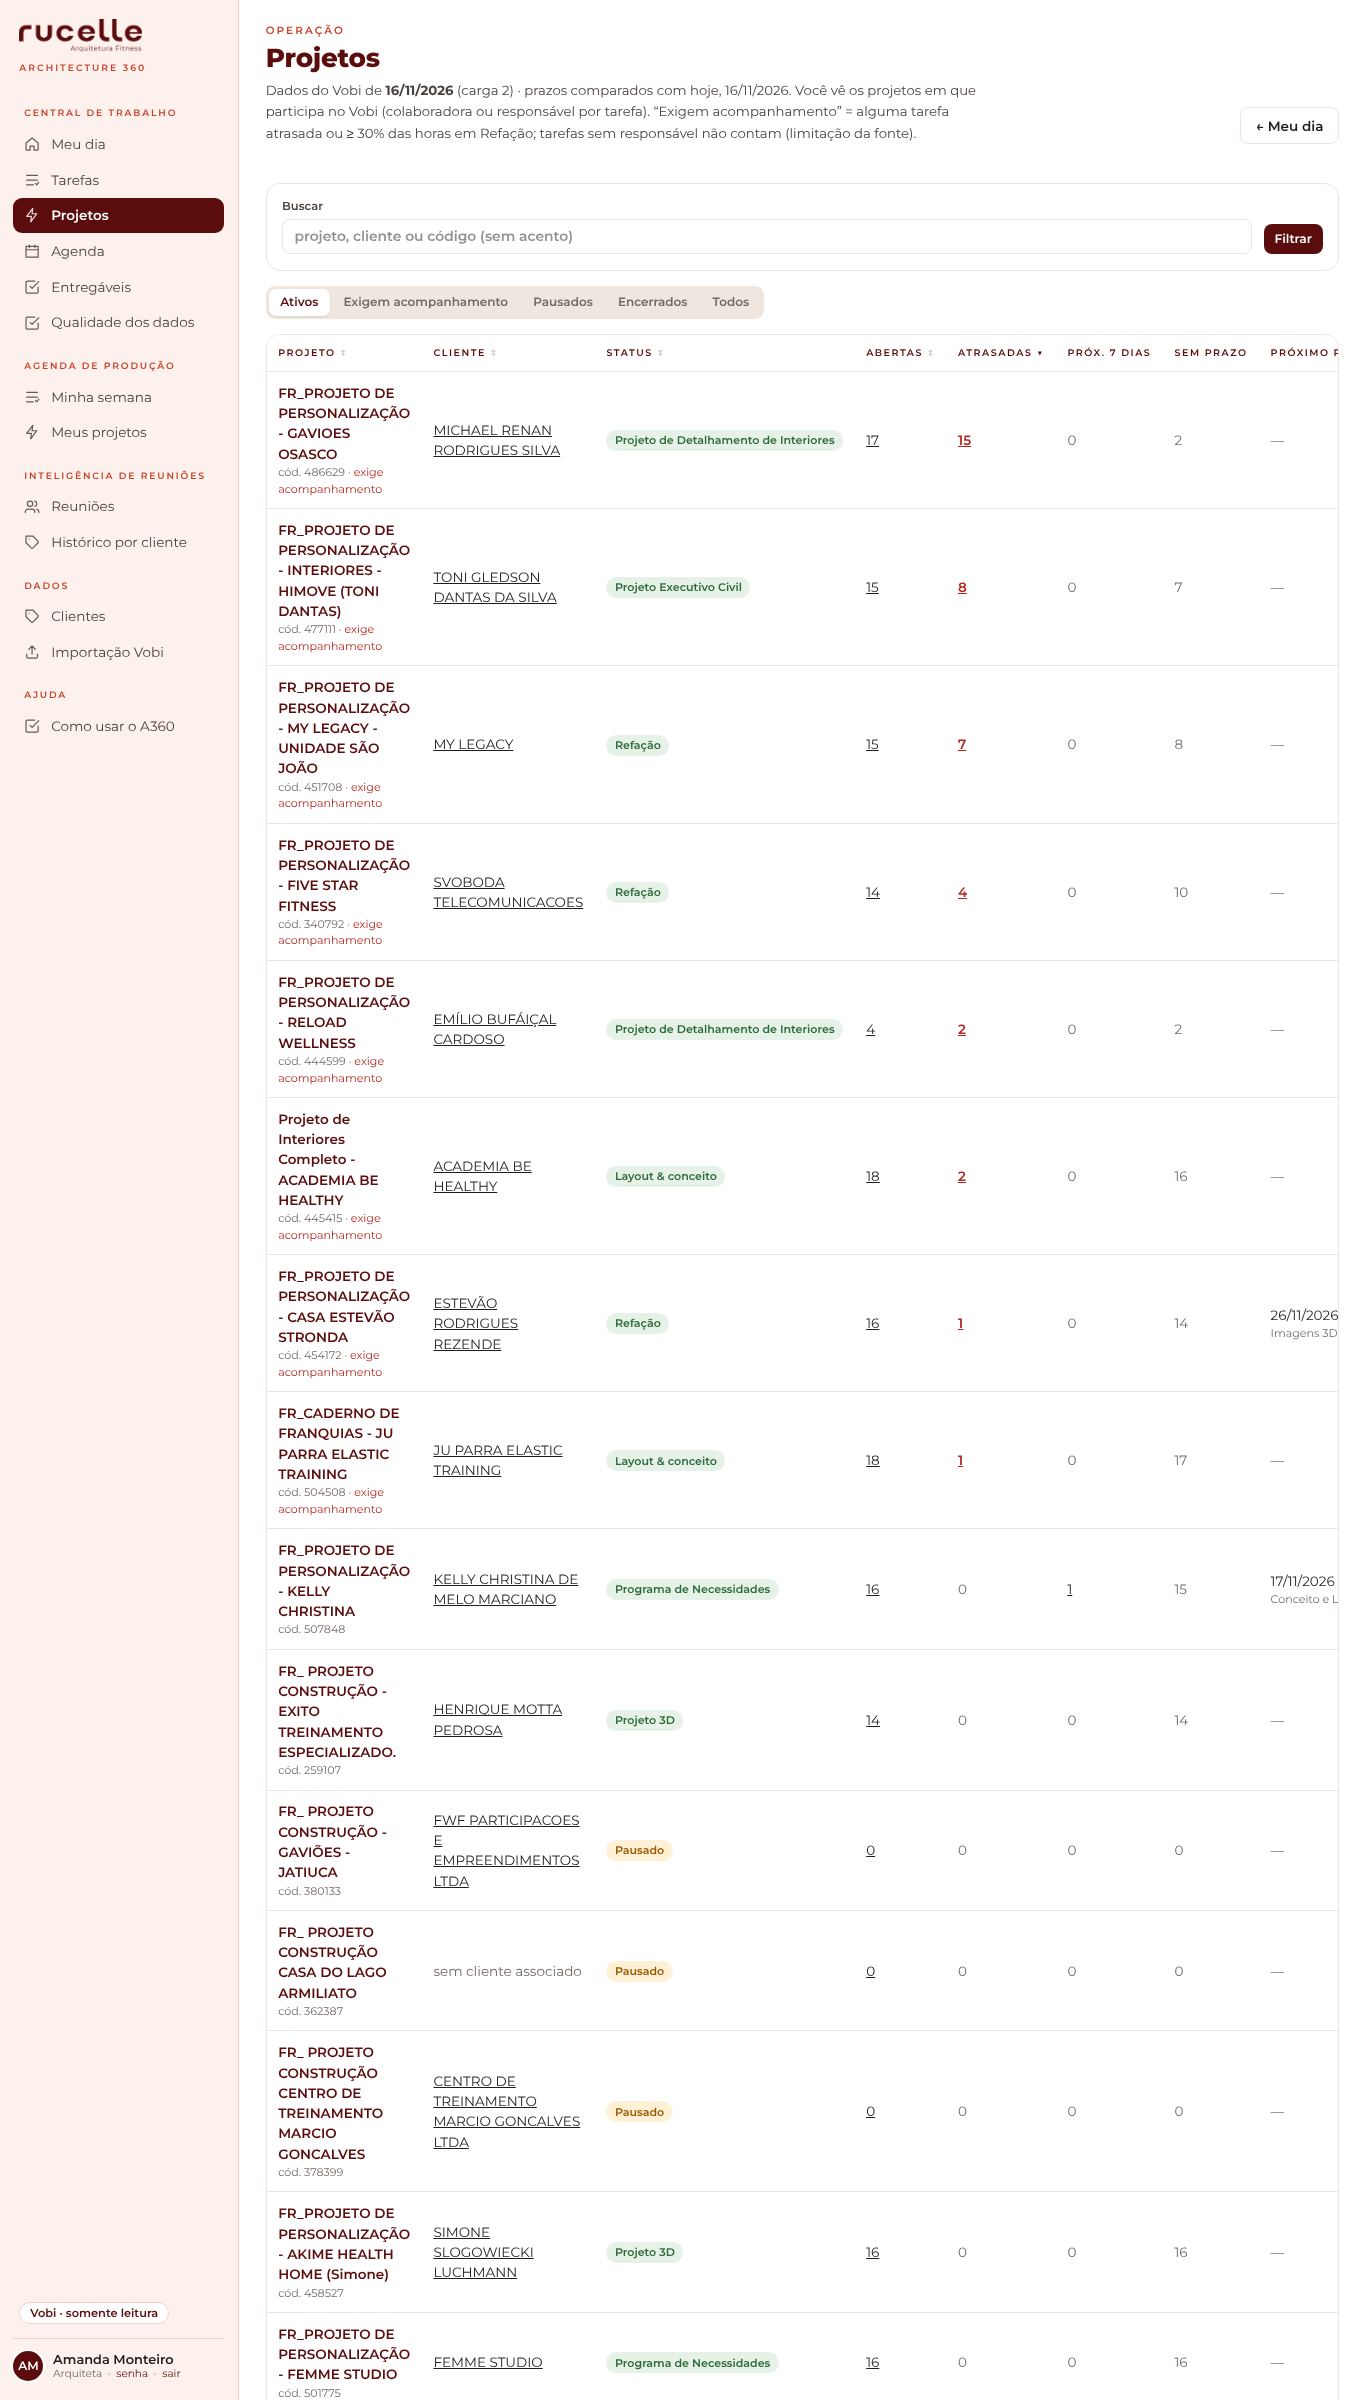 rucelle
Arquitetura Fitness
ARCHITECTURE 360
CENTRAL DE TRABALHO
Meu dia
Tarefas
Projetos
Agenda
Entregáveis
Qualidade dos dados
AGENDA DE PRODUÇÃO
Minha semana
Meus projetos
INTELIGÊNCIA DE REUNIÕES
Reuniões
Histórico por cliente
DADOS
Clientes
Importação Vobi
AJUDA
Como usar o A360
Vobi · somente leitura
AM
Amanda Monteiro
Arquiteta · senha · sair
OPERAÇÃO
Projetos
Dados do Vobi de 16/11/2026 (carga 2) · prazos comparados com hoje, 16/11/2026. Você vê os projetos em que
participa no Vobi (colaboradora ou responsável por tarefa). “Exigem acompanhamento” = alguma tarefa
atrasada ou ≥ 30% das horas em Refação; tarefas sem responsável não contam (limitação da fonte).
← Meu dia
Buscar
projeto, cliente ou código (sem acento)
Filtrar
Ativos Exigem acompanhamento Pausados Encerrados Todos
PROJETO ↕ CLIENTE ↕ STATUS ↕ ABERTAS ↕ ATRASADAS ▼ PRÓX. 7 DIAS SEM PRAZO PRÓXIMO P
FR_PROJETO DE
PERSONALIZAÇÃO
- GAVIOES
OSASCO
cód. 486629 · exige
acompanhamento
MICHAEL RENAN
RODRIGUES SILVA
Projeto de Detalhamento de Interiores
17 15 0 2 —
FR_PROJETO DE
PERSONALIZAÇÃO
- INTERIORES -
HIMOVE (TONI
DANTAS)
cód. 477111 · exige
acompanhamento
TONI GLEDSON
DANTAS DA SILVA
Projeto Executivo Civil
15 8 0 7 —
FR_PROJETO DE
PERSONALIZAÇÃO
- MY LEGACY -
UNIDADE SÃO
JOÃO
cód. 451708 · exige
acompanhamento
MY LEGACY
Refação
15 7 0 8 —
FR_PROJETO DE
PERSONALIZAÇÃO
- FIVE STAR
FITNESS
cód. 340792 · exige
acompanhamento
SVOBODA
TELECOMUNICACOES
Refação
14 4 0 10 —
FR_PROJETO DE
PERSONALIZAÇÃO
- RELOAD
WELLNESS
cód. 444599 · exige
acompanhamento
EMÍLIO BUFÁIÇAL
CARDOSO
Projeto de Detalhamento de Interiores
4 2 0 2 —
Projeto de
Interiores
Completo -
ACADEMIA BE
HEALTHY
cód. 445415 · exige
acompanhamento
ACADEMIA BE
HEALTHY
Layout & conceito
18 2 0 16 —
FR_PROJETO DE
PERSONALIZAÇÃO
- CASA ESTEVÃO
STRONDA
cód. 454172 · exige
acompanhamento
ESTEVÃO
RODRIGUES
REZENDE
Refação
16 1 0 14
26/11/2026
Imagens 3D
FR_CADERNO DE
FRANQUIAS - JU
PARRA ELASTIC
TRAINING
cód. 504508 · exige
acompanhamento
JU PARRA ELASTIC
TRAINING
Layout & conceito
18 1 0 17 —
FR_PROJETO DE
PERSONALIZAÇÃO
- KELLY
CHRISTINA
cód. 507848
KELLY CHRISTINA DE
MELO MARCIANO
Programa de Necessidades
16 0 1 15
17/11/2026
Conceito e L
FR_ PROJETO
CONSTRUÇÃO -
EXITO
TREINAMENTO
ESPECIALIZADO.
cód. 259107
HENRIQUE MOTTA
PEDROSA
Projeto 3D
14 0 0 14 —
FR_ PROJETO
CONSTRUÇÃO -
GAVIÕES -
JATIUCA
cód. 380133
FWF PARTICIPACOES
E
EMPREENDIMENTOS
LTDA
Pausado
0 0 0 0 —
FR_ PROJETO
CONSTRUÇÃO
CASA DO LAGO
ARMILIATO
cód. 362387
sem cliente associado
Pausado
0 0 0 0 —
FR_ PROJETO
CONSTRUÇÃO
CENTRO DE
TREINAMENTO
MARCIO
GONCALVES
cód. 378399
CENTRO DE
TREINAMENTO
MARCIO GONCALVES
LTDA
Pausado
0 0 0 0 —
FR_PROJETO DE
PERSONALIZAÇÃO
- AKIME HEALTH
HOME (Simone)
cód. 458527
SIMONE
SLOGOWIECKI
LUCHMANN
Projeto 3D
16 0 0 16 —
FR_PROJETO DE
PERSONALIZAÇÃO
- FEMME STUDIO
cód. 501775
FEMME STUDIO
Programa de Necessidades
16 0 0 16 —